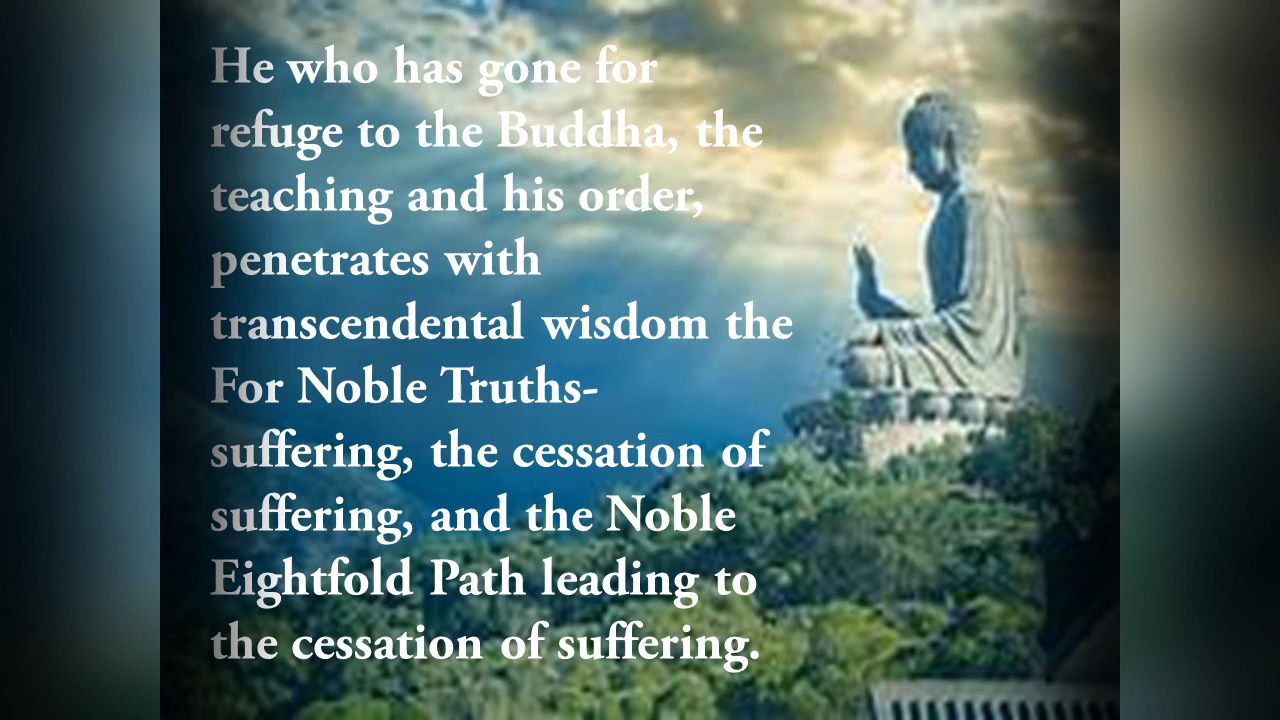 He who has gone for
refuge to the Buddha, the
teaching and his order,
penetrates with
transcendental wisdom the
For Noble Truths-
suffering, the cessation of
suffering, and the Noble
Eightfold Path leading to
the cessation of suffering.